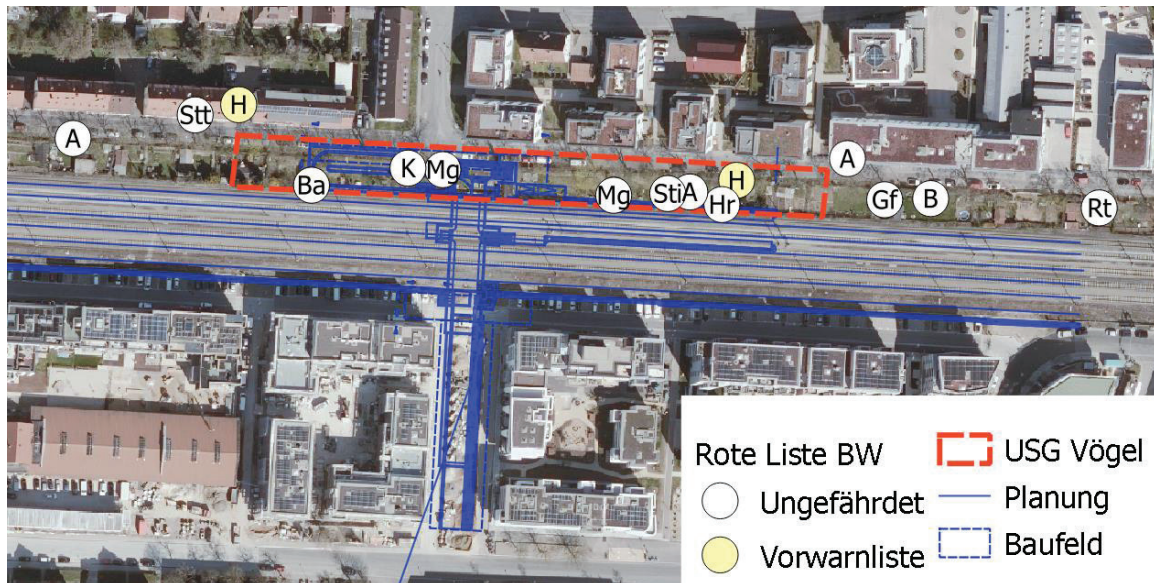 H
Stt
A
A
K
Mg
Ba
Mg
Sti
A
H
Hr
Gf
B
Rt
Rote Liste BW
Ungefährdet
Vorwarnliste
USG Vögel
Planung
Baufeld